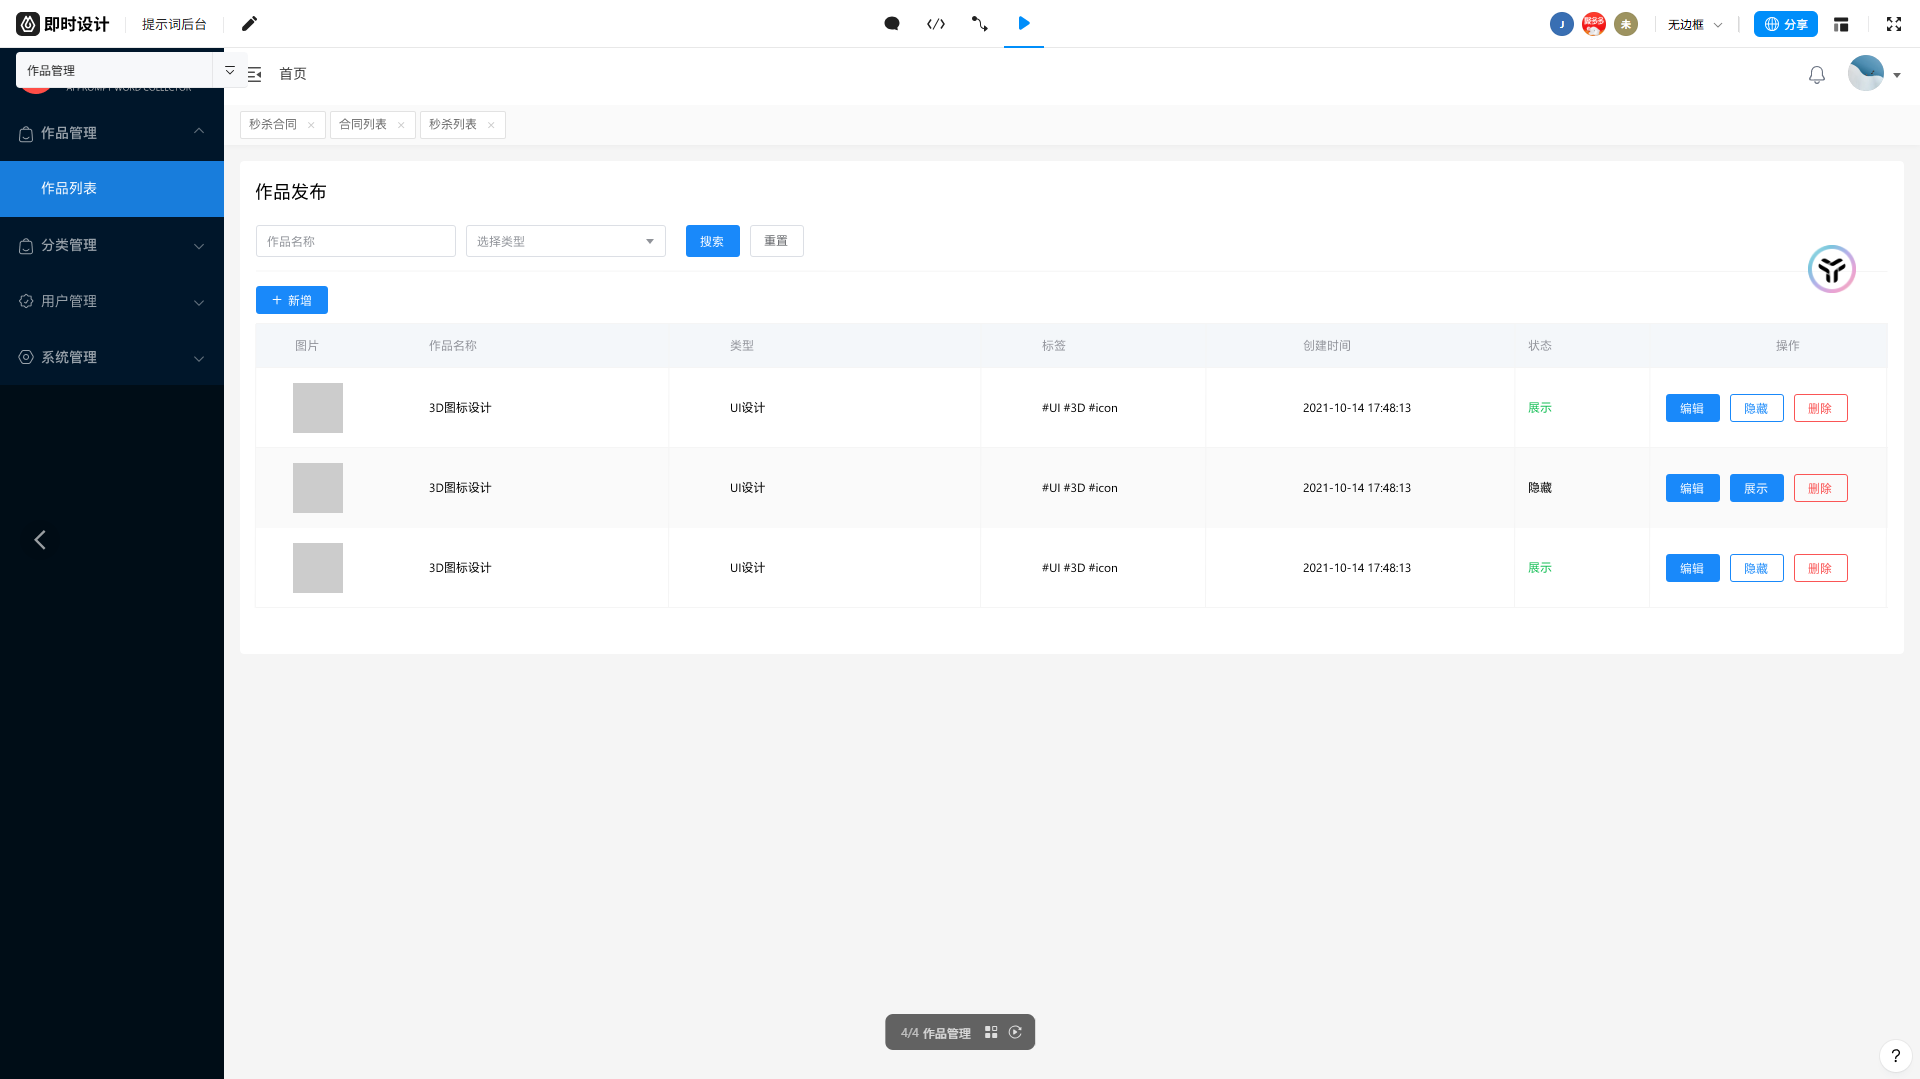 即时设计 提示词后台 J 未 无边框 分享
作品管理
首页
秒杀合同 合同列表 秒杀列表
作品管理
作品列表
分类管理
用户管理
系统管理
作品发布
作品名称 选择类型 搜索 重置
新增
图片 作品名称 类型 标签 创建时间 状态 操作
3D图标设计 UI设计 #UI #3D #icon 2021-10-14 17:48:13 展示 编辑 隐藏 删除
3D图标设计 UI设计 #UI #3D #icon 2021-10-14 17:48:13 隐藏 编辑 展示 删除
3D图标设计 UI设计 #UI #3D #icon 2021-10-14 17:48:13 展示 编辑 隐藏 删除
4/4 作品管理
?